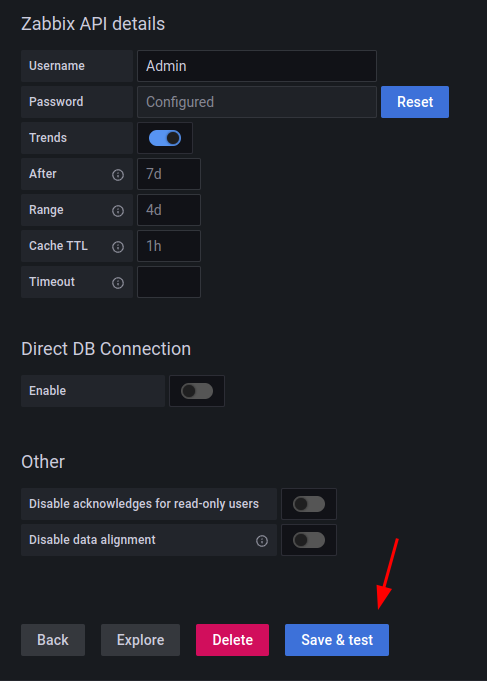 Zabbix API details
Username Admin
Password Configured Reset
Trends
After 7d
Range 4d
Cache TTL 1h
Timeout
Direct DB Connection
Enable
Other
Disable acknowledges for read-only users
Disable data alignment
Back Explore Delete Save & test